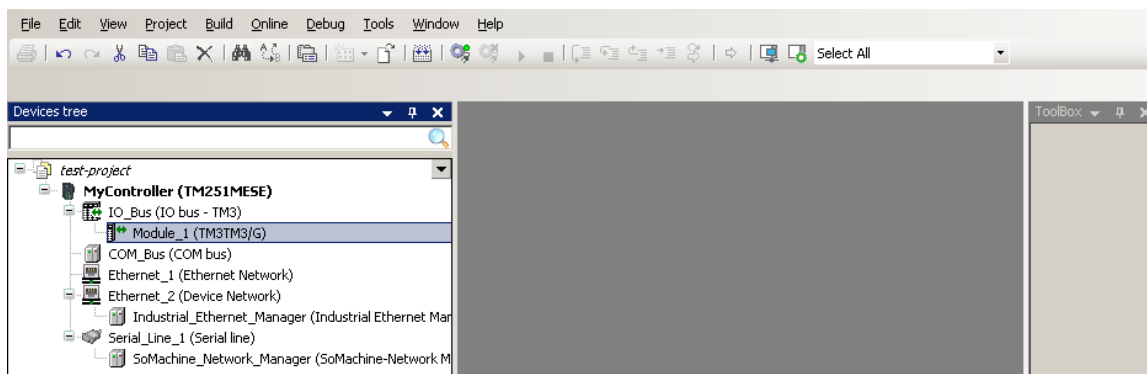 File Edit View Project Build Online Debug Tools Window Help
Select All
Devices tree
ToolBox
test-project
MyController (TM251MESE)
IO_Bus (IO bus - TM3)
Module_1 (TM3TM3/G)
COM_Bus (COM bus)
Ethernet_1 (Ethernet Network)
Ethernet_2 (Device Network)
Industrial_Ethernet_Manager (Industrial Ethernet Mar
Serial_Line_1 (Serial line)
SoMachine_Network_Manager (SoMachine-Network M